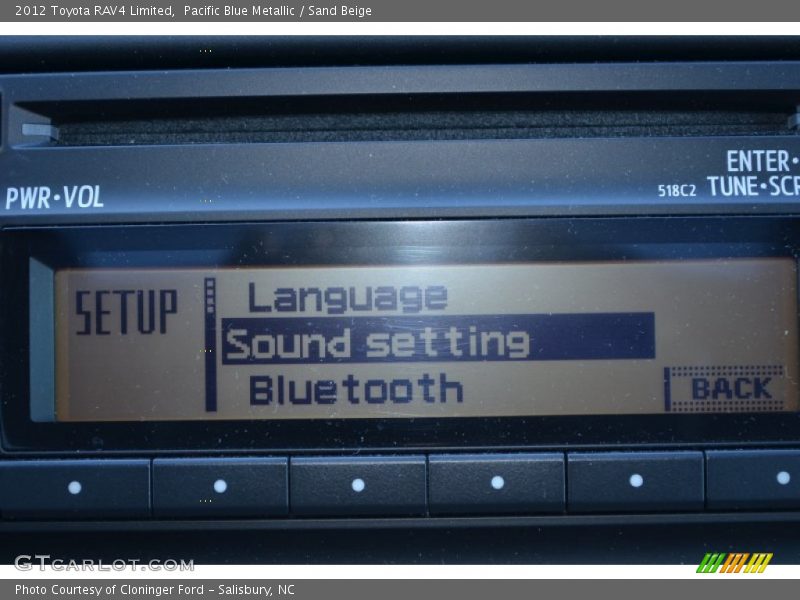 2012 Toyota RAV4 Limited, Pacific Blue Metallic / Sand Beige
ENTER·
PWR·VOL
518C2 TUNE·SCR
SETUP
Language
Sound setting
Bluetooth
BACK
GTCARLOT.COM
Photo Courtesy of Cloninger Ford – Salisbury, NC